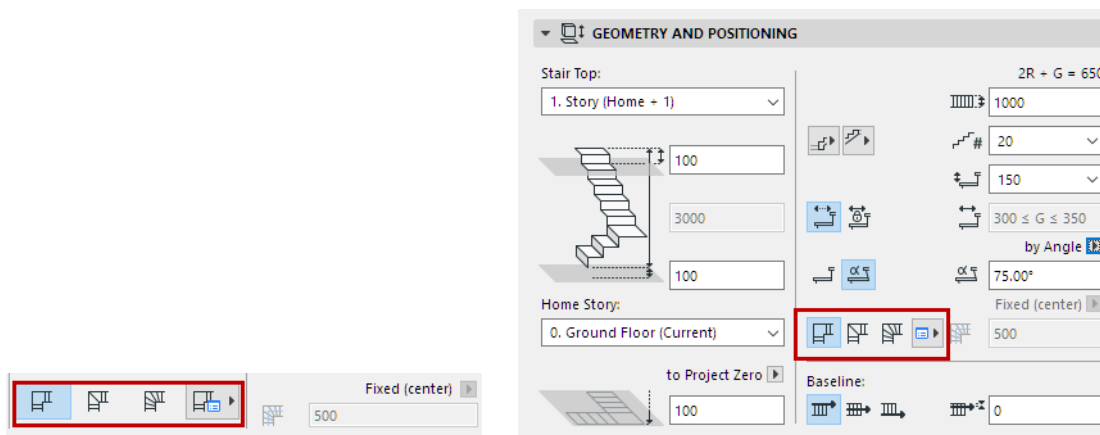 Fixed (center)
500
GEOMETRY AND POSITIONING
Stair Top:
1. Story (Home + 1)
100
3000
100
Home Story:
0. Ground Floor (Current)
to Project Zero
100
2R + G = 650
1000
#
20
150
300 ≤ G ≤ 350
by Angle
α
α
75.00°
Fixed (center)
500
Baseline:
0